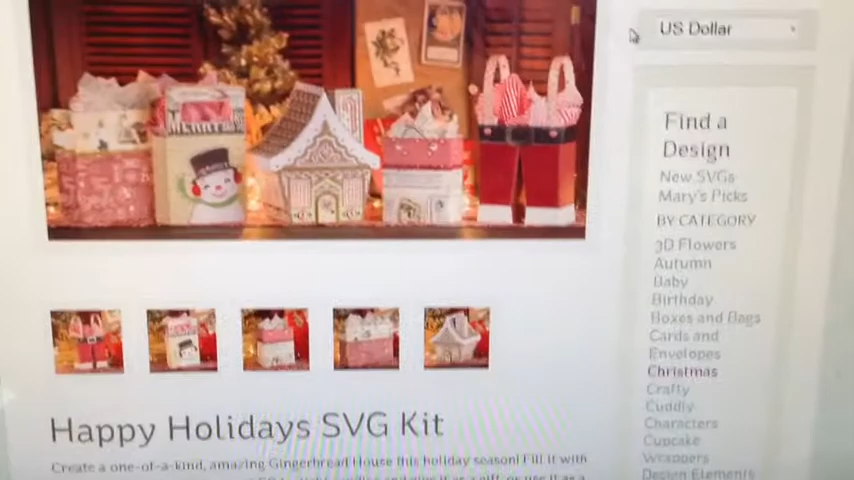 US Dollar
MERRY
Find a
Design
New SVGs
Mary's Picks
BY CATEGORY
3D Flowers
Autumn
Baby
Birthday
Boxes and Bags
Cards and
Envelopes
Christmas
Crafty
Cuddly
Characters
Cupcake
Wrappers
Design Elements
Happy Holidays SVG Kit
Create a one-of-a-kind, amazing Gingerbread House this holiday season! Fill it with